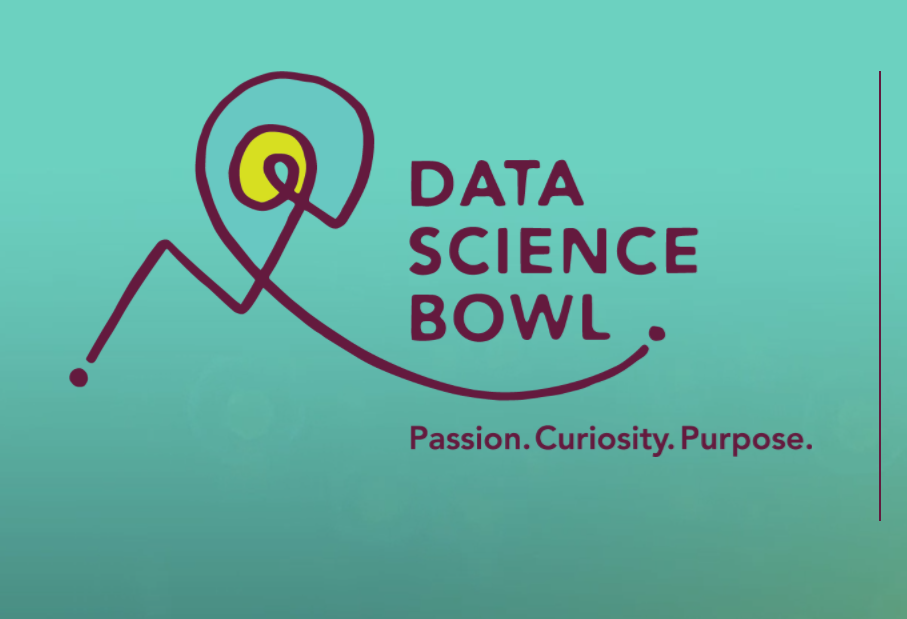 DATA
SCIENCE
BOWL
Passion. Curiosity. Purpose.